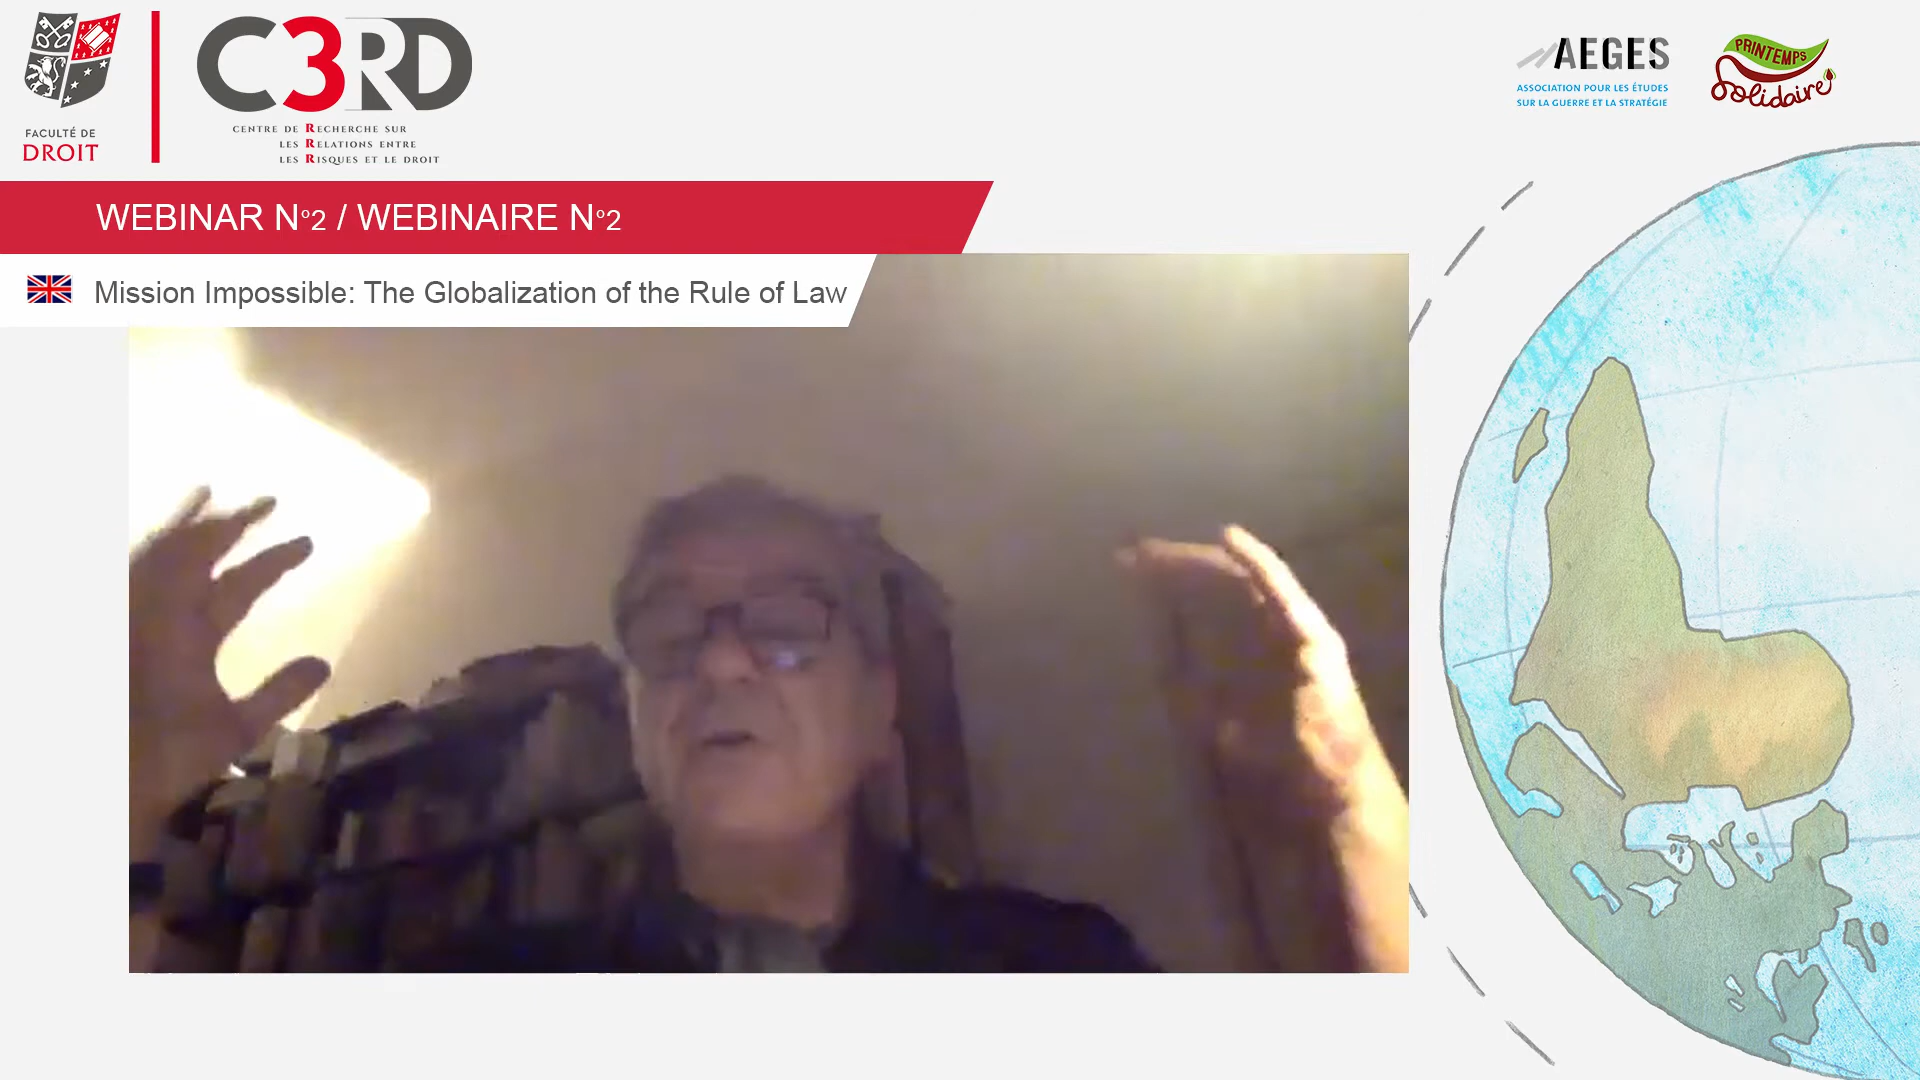 C3RD
FACULTÉ DE
DROIT
CENTRE DE RECHERCHE SUR
LES RELATIONS ENTRE
LES RISQUES ET LE DROIT
AEGES
ASSOCIATION POUR LES ÉTUDES
SUR LA GUERRE ET LA STRATÉGIE
PRINTEMPS
Solidaire
WEBINAR N°2 / WEBINAIRE N°2
Mission Impossible: The Globalization of the Rule of Law